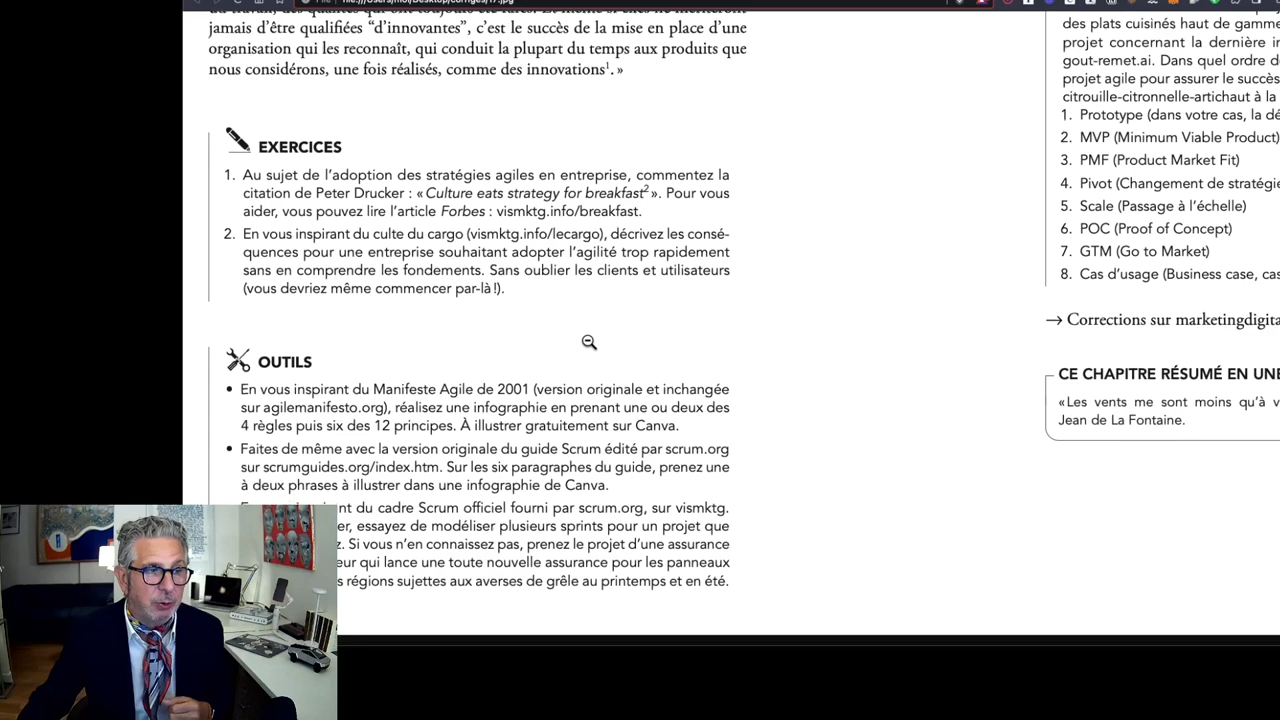 jamais d'être qualifiées “d'innovantes”, c'est le succès de la mise en place d'une
organisation qui les reconnaît, qui conduit la plupart du temps aux produits que
nous considérons, une fois réalisés, comme des innovations¹. »
EXERCICES
1. Au sujet de l'adoption des stratégies agiles en entreprise, commentez la
citation de Peter Drucker : « Culture eats strategy for breakfast² ». Pour vous
aider, vous pouvez lire l'article Forbes : vismktg.info/breakfast.
2. En vous inspirant du culte du cargo (vismktg.info/lecargo), décrivez les consé-
quences pour une entreprise souhaitant adopter l'agilité trop rapidement
sans en comprendre les fondements. Sans oublier les clients et utilisateurs
(vous devriez même commencer par-là !).
OUTILS
• En vous inspirant du Manifeste Agile de 2001 (version originale et inchangée
sur agilemanifesto.org), réalisez une infographie en prenant une ou deux des
4 règles puis six des 12 principes. À illustrer gratuitement sur Canva.
• Faites de même avec la version originale du guide Scrum édité par scrum.org
sur scrumguides.org/index.htm. Sur les six paragraphes du guide, prenez une
à deux phrases à illustrer dans une infographie de Canva.
du cadre Scrum officiel fourni par scrum.org, sur vismktg.
essayez de modéliser plusieurs sprints pour un projet que
Si vous n'en connaissez pas, prenez le projet d'une assurance
qui lance une toute nouvelle assurance pour les panneaux
régions sujettes aux averses de grêle au printemps et en été.
des plats cuisinés haut de gamme
projet concernant la dernière
gout-remet.ai. Dans quel ordre
projet agile pour assurer le succès
citrouille-citronnelle-artichaut à la
1. Prototype (dans votre cas, la
2. MVP (Minimum Viable Product)
3. PMF (Product Market Fit)
4. Pivot (Changement de
5. Scale (Passage à l'échelle)
6. POC (Proof of Concept)
7. GTM (Go to Market)
8. Cas d'usage (Business case,
→ Corrections sur
CE CHAPITRE RÉSUMÉ EN
« Les vents me sont moins qu'à
Jean de La Fontaine.